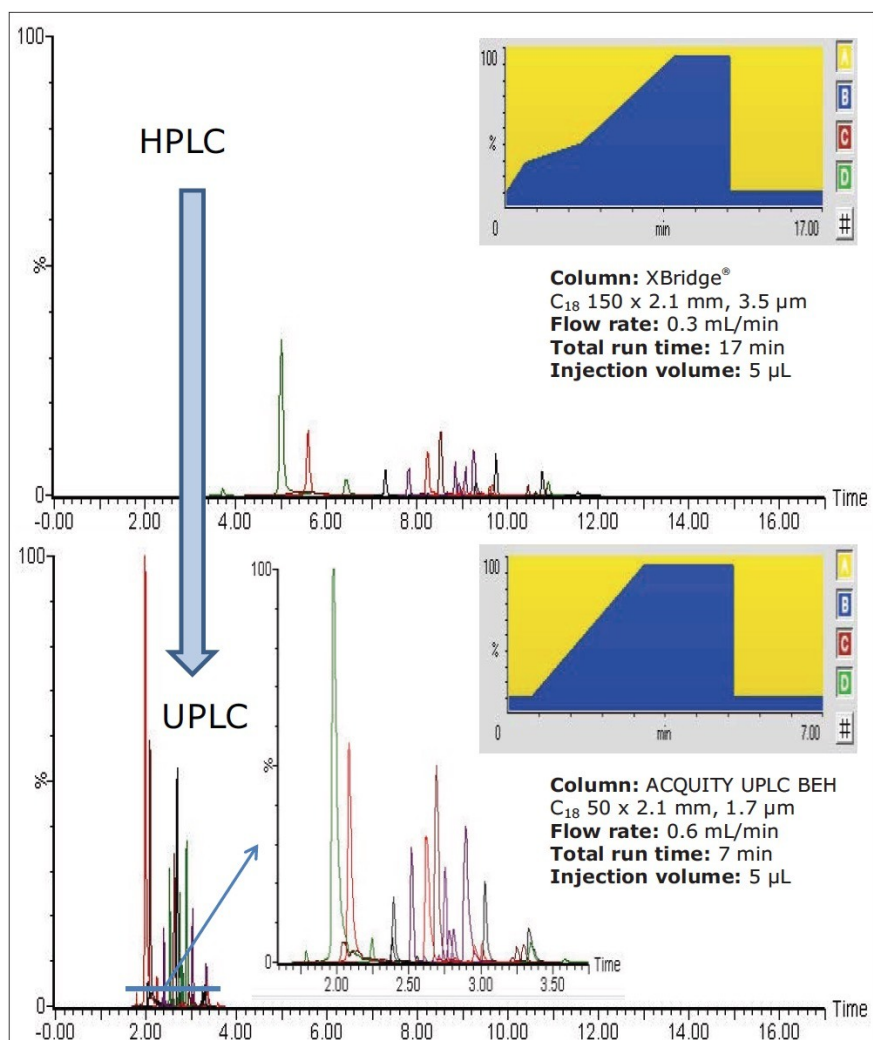 100
HPLC
%
0
-0.00 2.00 4.00 6.00 8.00 10.00 12.00 14.00 16.00 Time
100
%
0 min 17.00
A
B
C
D
#
Column: XBridge®
C₁₈ 150 x 2.1 mm, 3.5 µm
Flow rate: 0.3 mL/min
Total run time: 17 min
Injection volume: 5 µL
100
UPLC
%
0
-0.00 2.00 4.00 6.00 8.00 10.00 12.00 14.00 16.00 Time
100
%
0
2.00 2.50 3.00 3.50 Time
100
%
0 min 7.00
A
B
C
D
#
Column: ACQUITY UPLC BEH
C₁₈ 50 x 2.1 mm, 1.7 µm
Flow rate: 0.6 mL/min
Total run time: 7 min
Injection volume: 5 µL